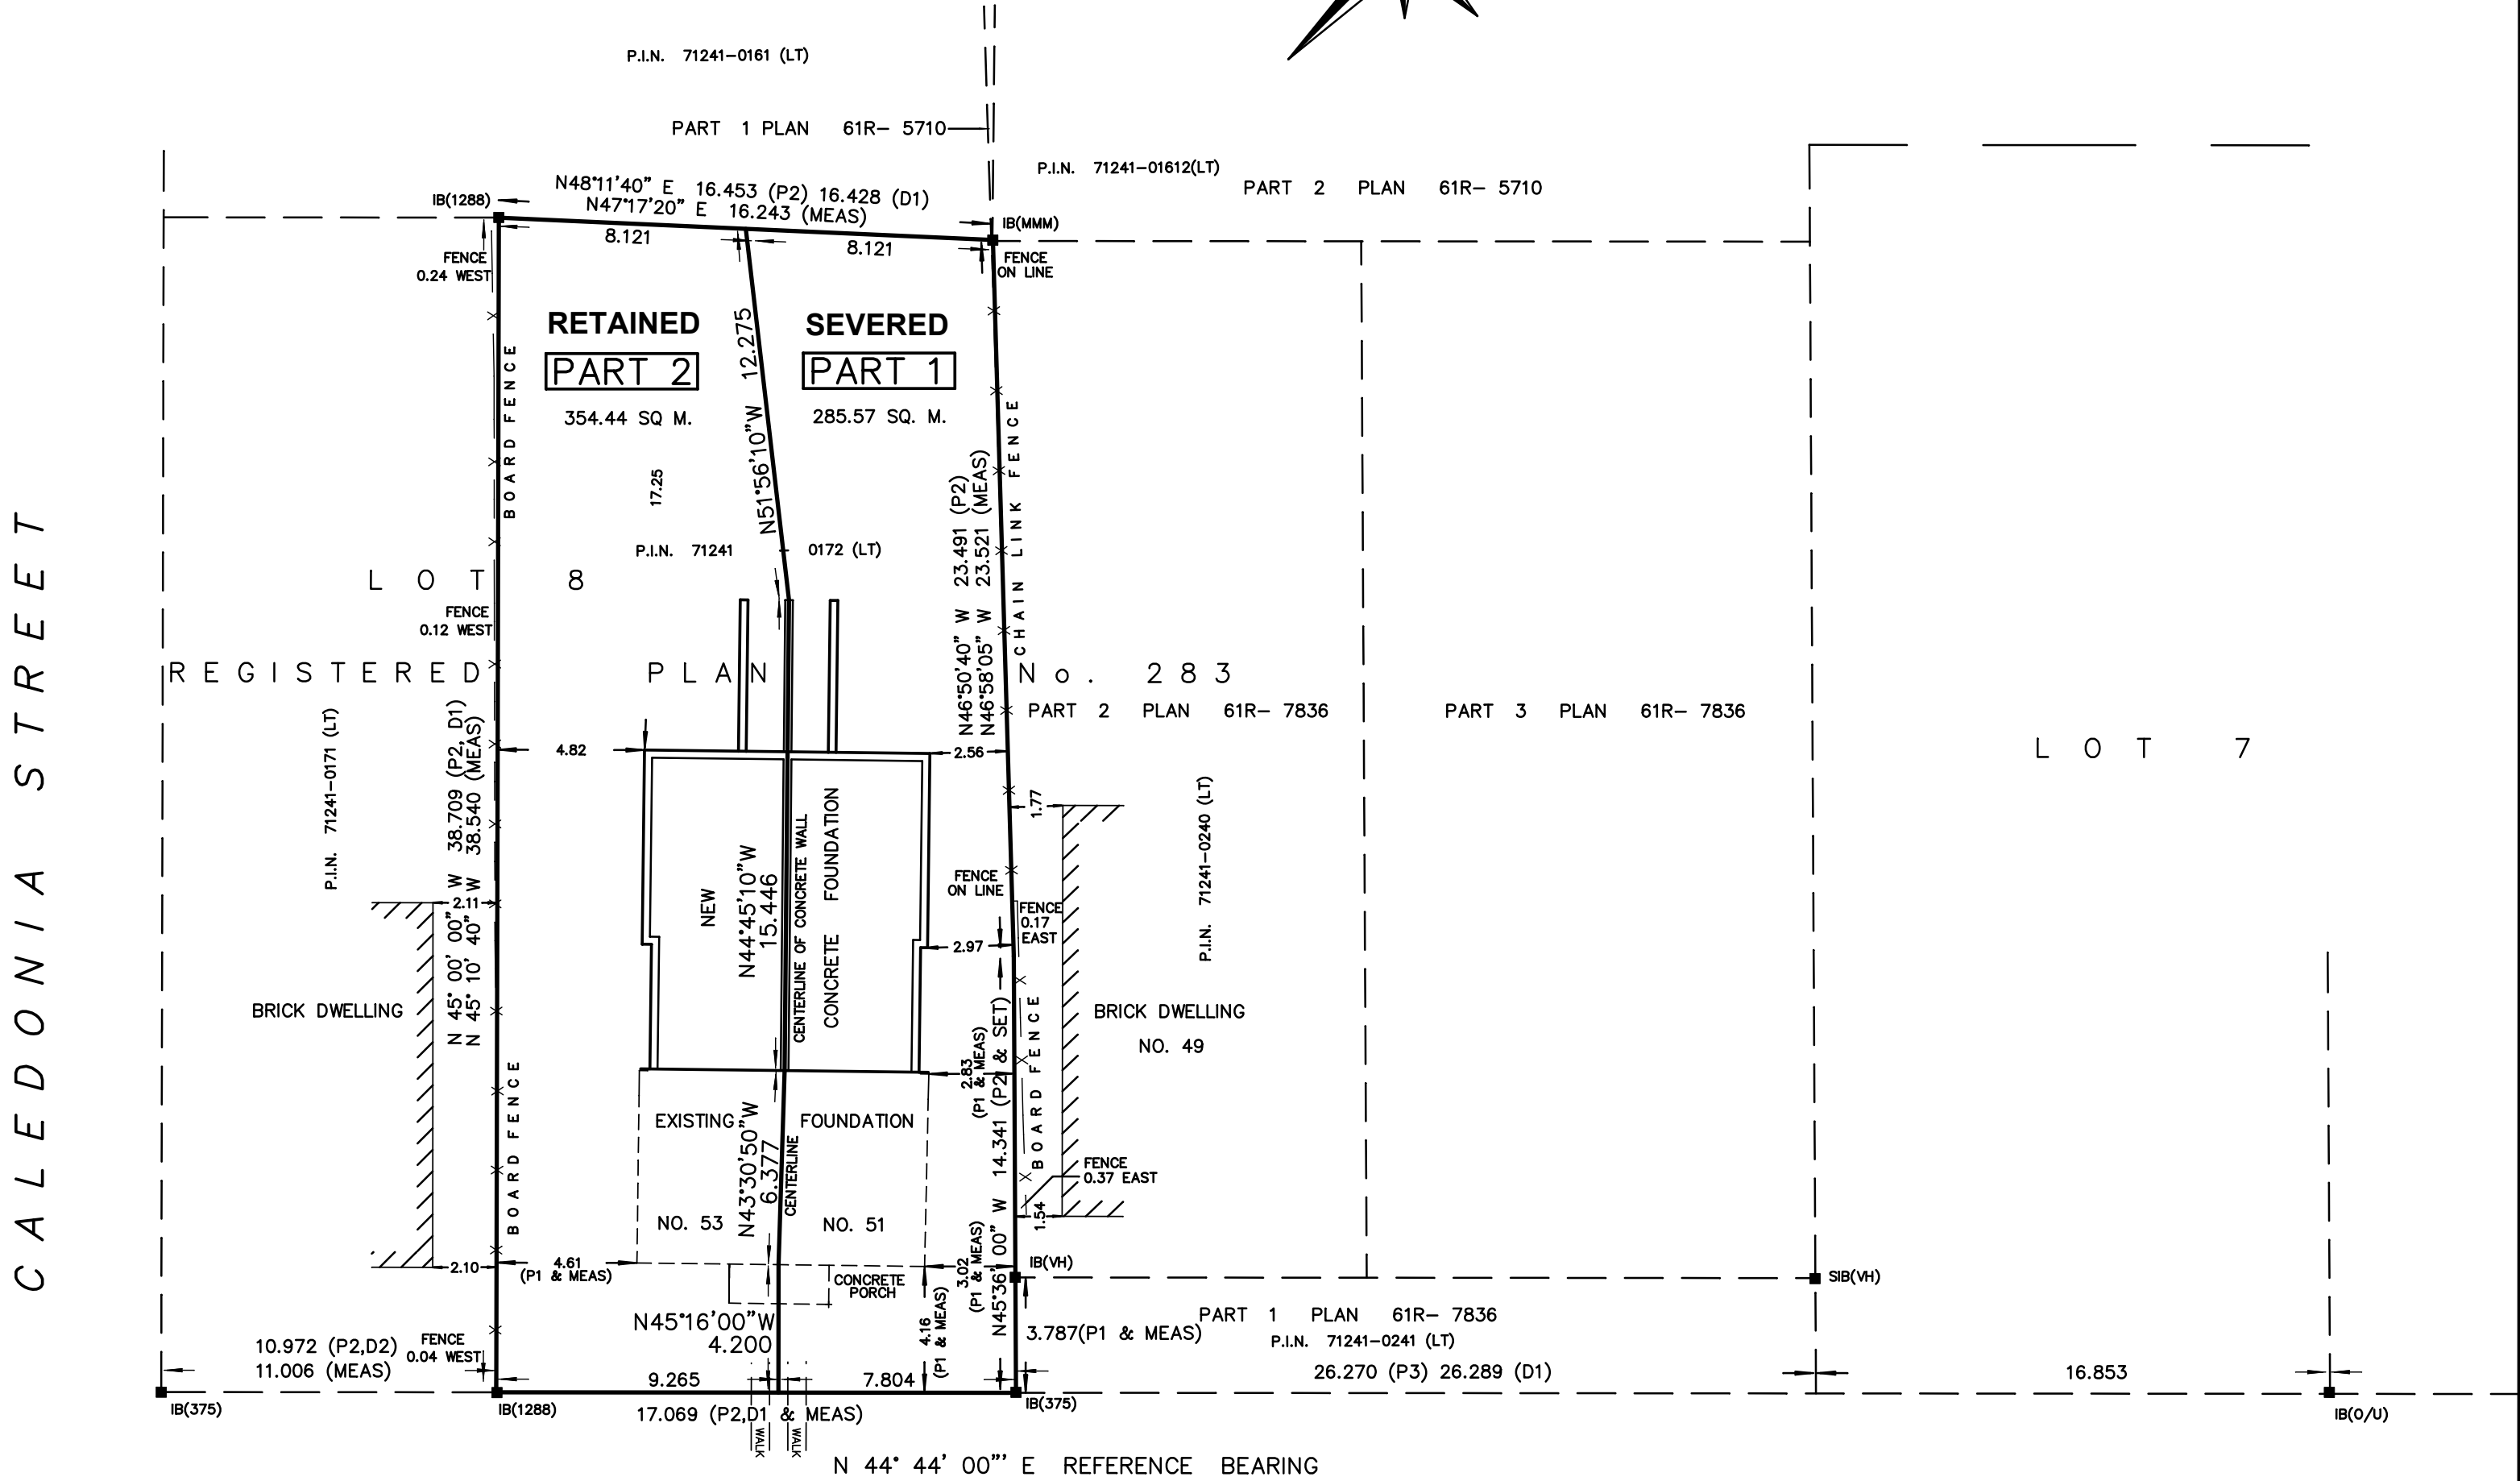 P.I.N. 71241-0161 (LT)
PART 1 PLAN 61R- 5710
P.I.N. 71241-01612(LT)
PART 2 PLAN 61R- 5710
N48°11'40" E 16.453 (P2) 16.428 (D1)
N47°17'20" E 16.243 (MEAS)
IB(1288)
IB(MMM)
8.121
8.121
FENCE
0.24 WEST
FENCE
ON LINE
RETAINED
PART 2
354.44 SQ M.
SEVERED
PART 1
285.57 SQ. M.
12.275
N51°56'10"W
BOARD FENCE
17.25
P.I.N. 71241 - 0172 (LT)
CHAIN LINK FENCE
N46°50'40" W 23.491 (P2)
N46°58'05" W 23.521 (MEAS)
CALEDONIA STREET
LOT 8
FENCE
0.12 WEST
REGISTERED PLAN No. 283
PART 2 PLAN 61R- 7836
PART 3 PLAN 61R- 7836
LOT 7
P.I.N. 71241-0171 (LT)
N 45° 00' 00" W 38.709 (P2, D1)
N 45° 10' 40" W 38.540 (MEAS)
4.82
2.56
1.77
P.I.N. 71241-0240 (LT)
NEW
N44°45'10"W
15.446
CENTERLINE OF CONCRETE WALL
CONCRETE FOUNDATION
FENCE
ON LINE
FENCE
0.17
EAST
2.11
2.97
BRICK DWELLING
BRICK DWELLING
NO. 49
BOARD FENCE
BOARD FENCE
2.83
(P1 & MEAS)
EXISTING FOUNDATION
N43°30'50"W
6.377
CENTERLINE
N45°36' 00" W 14.341 (P2 & SET)
FENCE
0.37 EAST
1.54
NO. 53
NO. 51
2.10
4.61
(P1 & MEAS)
3.02
(P1 & MEAS)
IB(VH)
SIB(VH)
CONCRETE
PORCH
N45°16'00"W
4.200
4.16
(P1 & MEAS)
3.787(P1 & MEAS)
PART 1 PLAN 61R- 7836
P.I.N. 71241-0241 (LT)
10.972 (P2,D2)
11.006 (MEAS)
FENCE
0.04 WEST
9.265
7.804
26.270 (P3) 26.289 (D1)
16.853
IB(375)
IB(1288)
17.069 (P2,D1 & MEAS)
IB(375)
IB(O/U)
WALK
WALK
N 44° 44' 00"' E REFERENCE BEARING